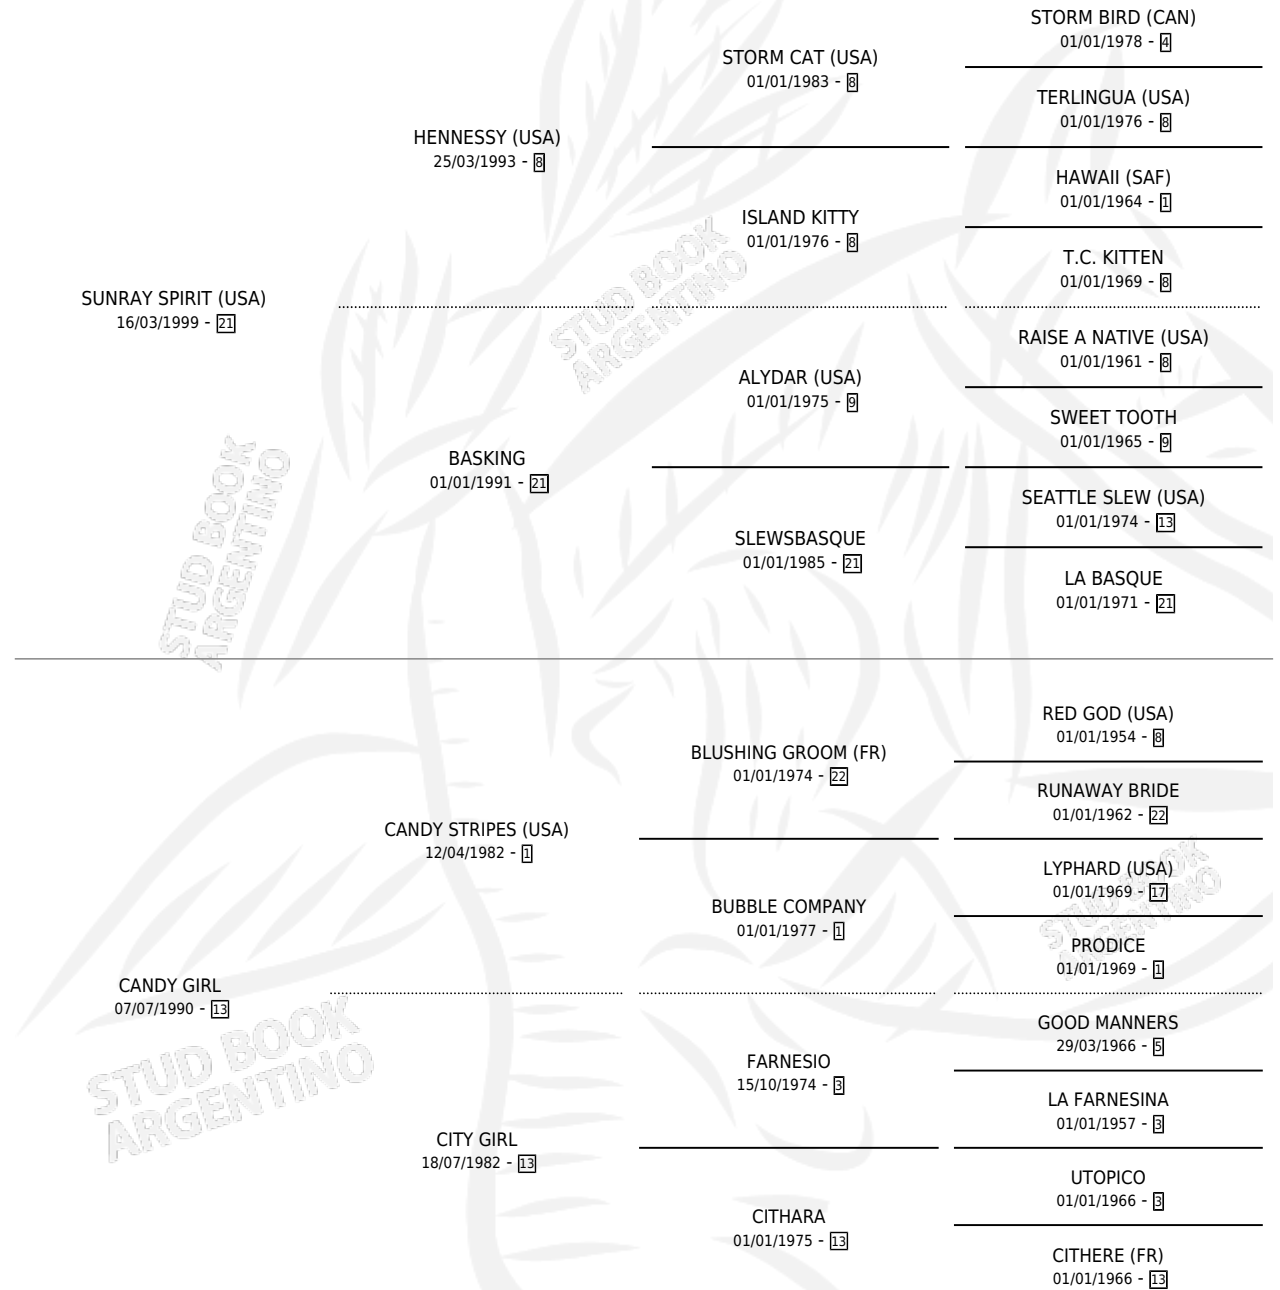 STORM BIRD (CAN)
01/01/1978 - 4
STORM CAT (USA)
01/01/1983 - 8
TERLINGUA (USA)
01/01/1976 - 8
HENNESSY (USA)
25/03/1993 - 8
HAWAII (SAF)
01/01/1964 - 1
ISLAND KITTY
01/01/1976 - 8
T.C. KITTEN
01/01/1969 - 8
SUNRAY SPIRIT (USA)
16/03/1999 - 21
RAISE A NATIVE (USA)
01/01/1961 - 8
ALYDAR (USA)
01/01/1975 - 9
SWEET TOOTH
01/01/1965 - 9
BASKING
01/01/1991 - 21
SEATTLE SLEW (USA)
01/01/1974 - 13
SLEWSBASQUE
01/01/1985 - 21
LA BASQUE
01/01/1971 - 21
RED GOD (USA)
01/01/1954 - 8
BLUSHING GROOM (FR)
01/01/1974 - 22
RUNAWAY BRIDE
01/01/1962 - 22
CANDY STRIPES (USA)
12/04/1982 - 1
LYPHARD (USA)
01/01/1969 - 17
BUBBLE COMPANY
01/01/1977 - 1
PRODICE
01/01/1969 - 1
CANDY GIRL
07/07/1990 - 13
GOOD MANNERS
29/03/1966 - 5
FARNESIO
15/10/1974 - 3
LA FARNESINA
01/01/1957 - 3
CITY GIRL
18/07/1982 - 13
UTOPICO
01/01/1966 - 3
CITHARA
01/01/1975 - 13
CITHERE (FR)
01/01/1966 - 13
STUD BOOK
ARGENTINO
STUD BOOK
ARGENTINO
STUD BOOK
ARGENTINO
STUD BOOK
ARGENTINO